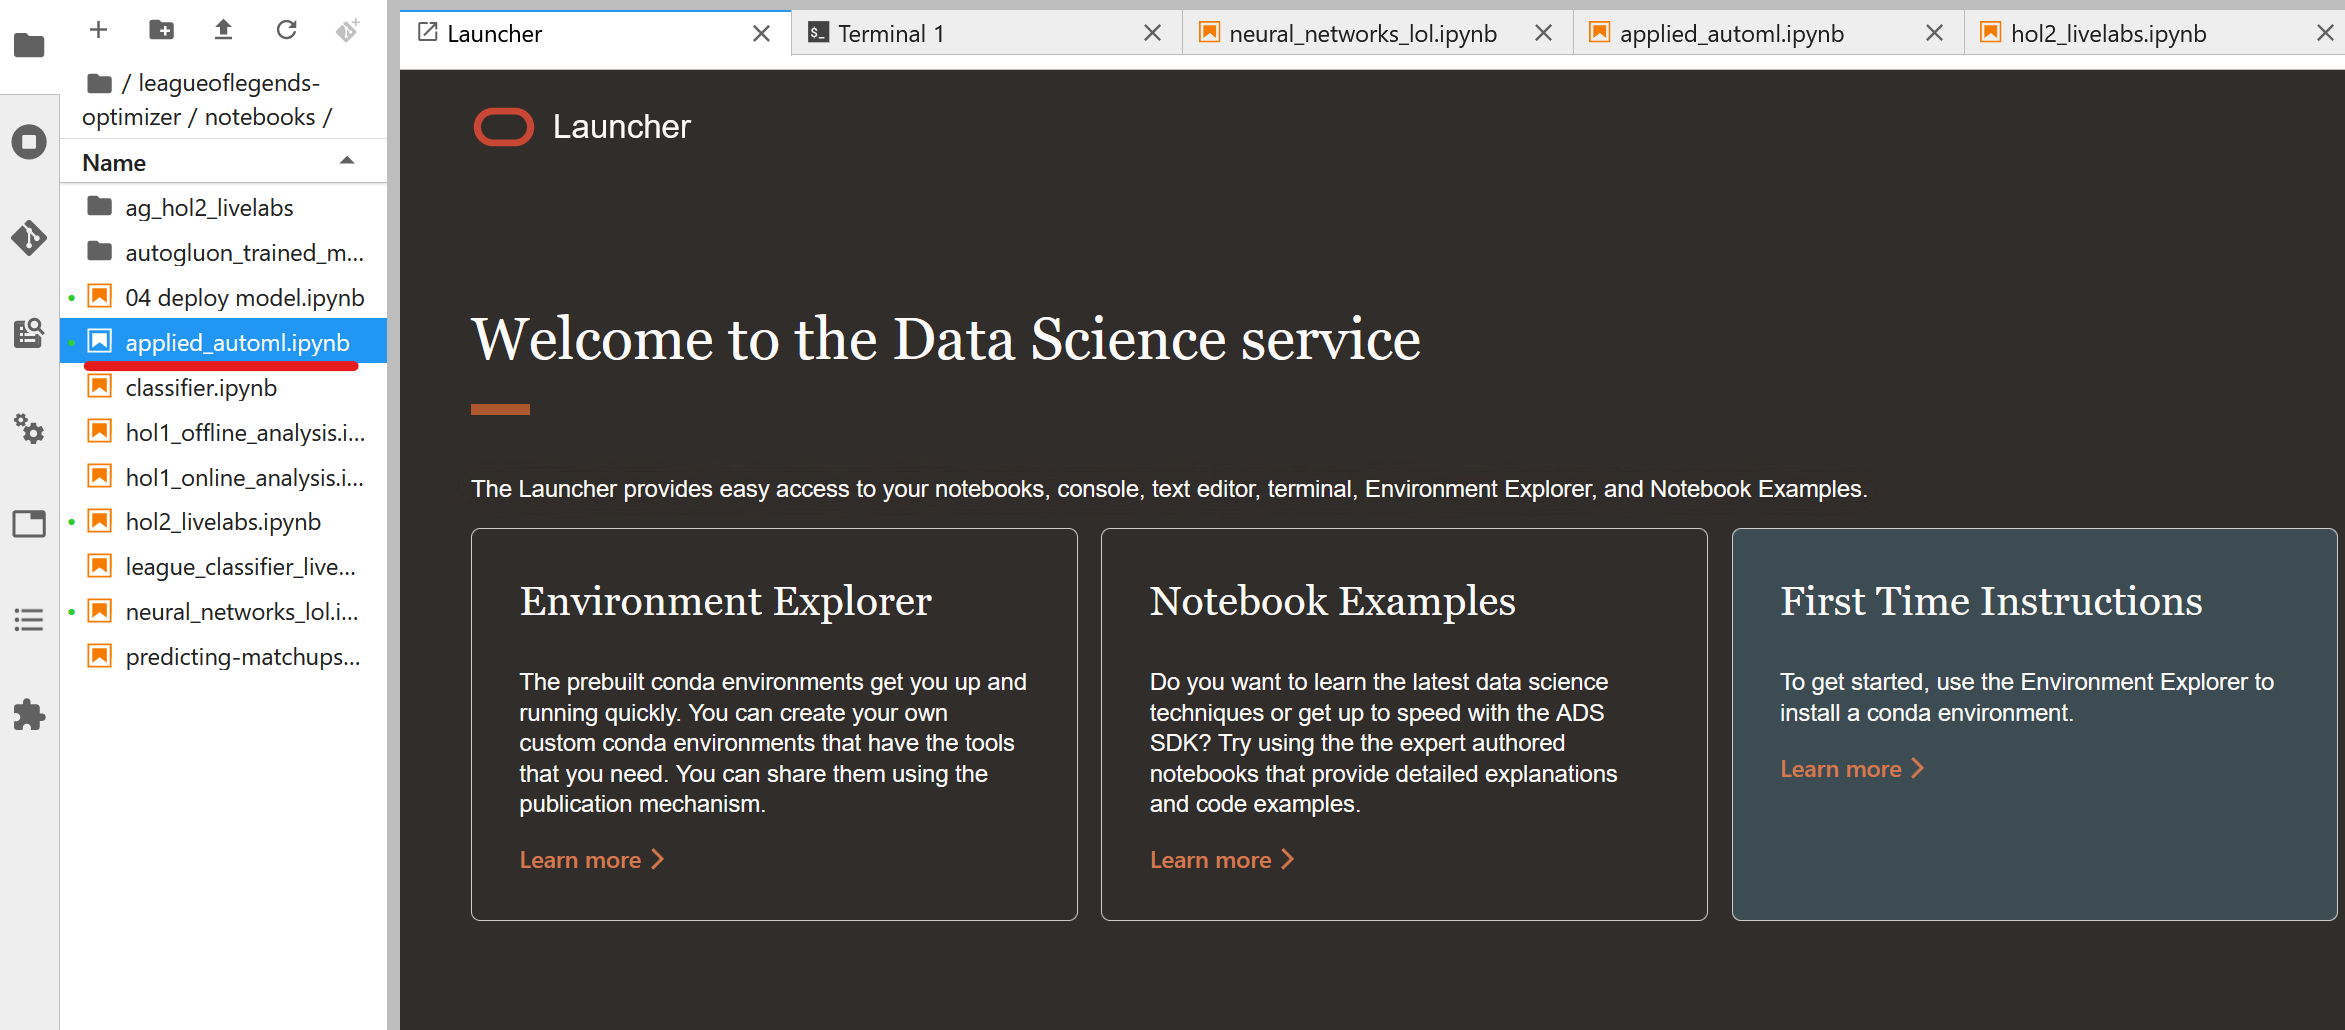 / leagueoflegends-
optimizer / notebooks /
Name
ag_hol2_livelabs
autogluon_trained_m...
04 deploy model.ipynb
applied_automl.ipynb
classifier.ipynb
hol1_offline_analysis.i...
hol1_online_analysis.i...
hol2_livelabs.ipynb
league_classifier_live...
neural_networks_lol.i...
predicting-matchups...
Launcher
$_ Terminal 1
neural_networks_lol.ipynb
applied_automl.ipynb
hol2_livelabs.ipynb
Launcher
Welcome to the Data Science service
The Launcher provides easy access to your notebooks, console, text editor, terminal, Environment Explorer, and Notebook Examples.
Environment Explorer
The prebuilt conda environments get you up and
running quickly. You can create your own
custom conda environments that have the tools
that you need. You can share them using the
publication mechanism.
Learn more
Notebook Examples
Do you want to learn the latest data science
techniques or get up to speed with the ADS
SDK? Try using the the expert authored
notebooks that provide detailed explanations
and code examples.
Learn more
First Time Instructions
To get started, use the Environment Explorer to
install a conda environment.
Learn more